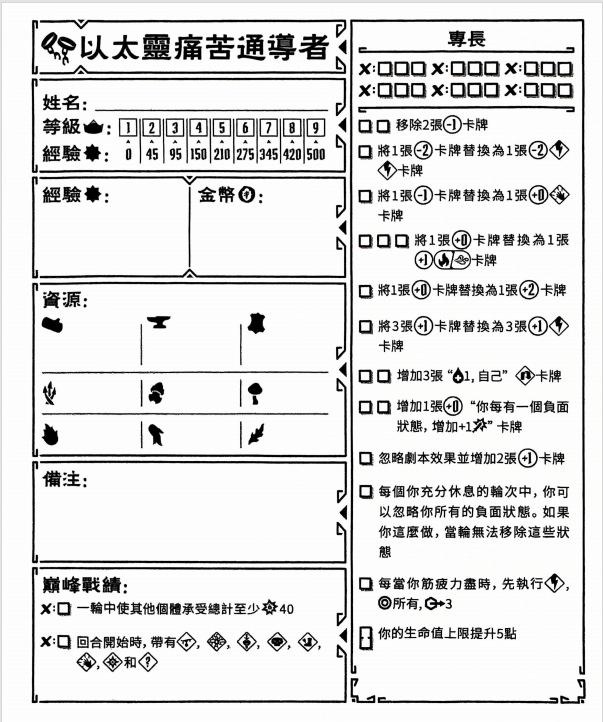 以太靈痛苦通導者
姓名:
等級: 1 2 3 4 5 6 7 8 9
經驗: 0 45 95 150 210 275 345 420 500
經驗: 金幣:
資源:
備注:
巔峰戰績:
X: 一輪中使其他個體承受總計至少 40
X: 回合開始時, 帶有 , , , , ,
, 和 ?
專長
X: X: X:
X: X: X:
移除2張-1卡牌
將1張-2卡牌替換為1張-2
卡牌
將1張-1卡牌替換為1張+0
卡牌
將1張+0卡牌替換為1張
+1 / 卡牌
將1張+0卡牌替換為1張+2卡牌
將3張+1卡牌替換為3張+1
卡牌
增加3張 “1, 自己” 卡牌
增加1張+0 “你每有一個負面
狀態, 增加+1” 卡牌
忽略劇本效果並增加2張+1卡牌
每個你充分休息的輪次中, 你可
以忽略你所有的負面狀態。如果
你這麼做, 當輪無法移除這些狀
態
每當你筋疲力盡時, 先執行 ,
所有, 3
你的生命值上限提升5點